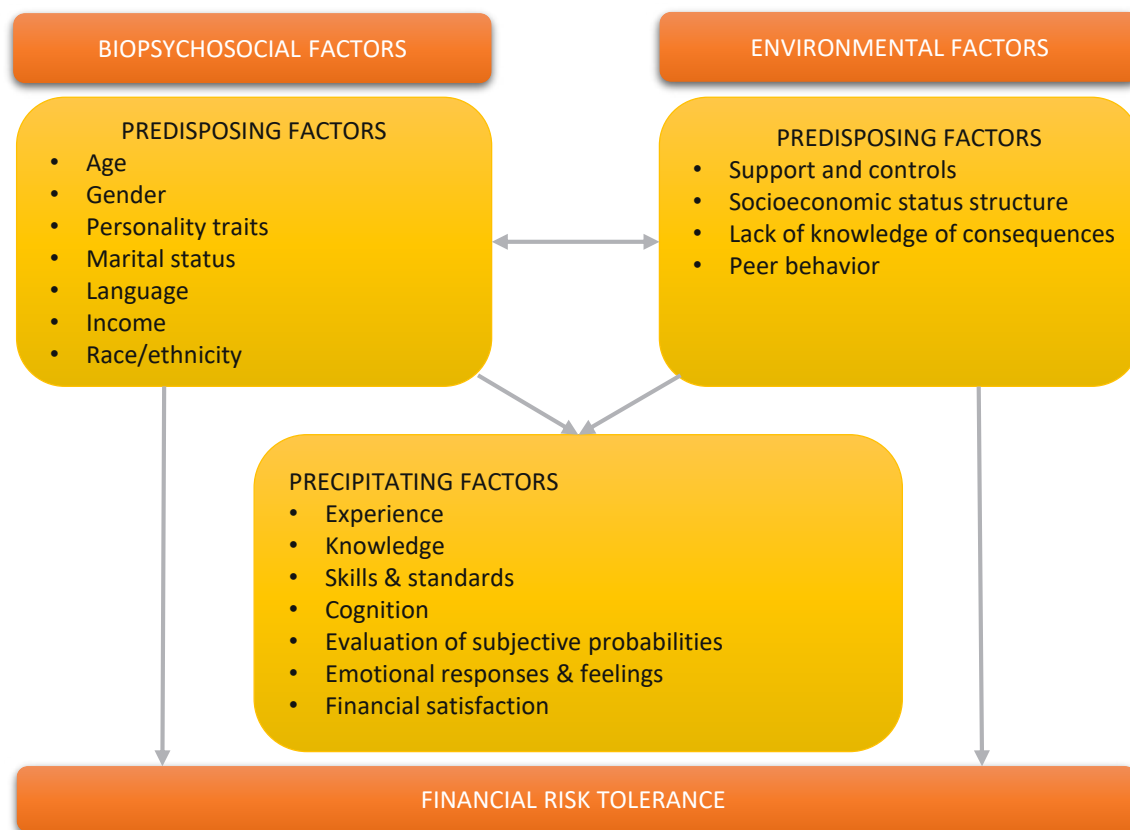 BIOPSYCHOSOCIAL FACTORS
ENVIRONMENTAL FACTORS
PREDISPOSING FACTORS
• Age
• Gender
• Personality traits
• Marital status
• Language
• Income
• Race/ethnicity
PREDISPOSING FACTORS
• Support and controls
• Socioeconomic status structure
• Lack of knowledge of consequences
• Peer behavior
PRECIPITATING FACTORS
• Experience
• Knowledge
• Skills & standards
• Cognition
• Evaluation of subjective probabilities
• Emotional responses & feelings
• Financial satisfaction
FINANCIAL RISK TOLERANCE